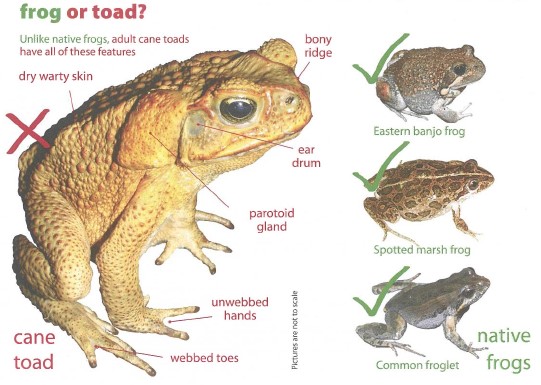 frog or toad?
Unlike native frogs, adult cane toads
have all of these features
dry warty skin
bony
ridge
ear
drum
parotoid
gland
unwebbed
hands
webbed toes
cane
toad
Pictures are not to scale
Eastern banjo frog
Spotted marsh frog
Common froglet
native
frogs